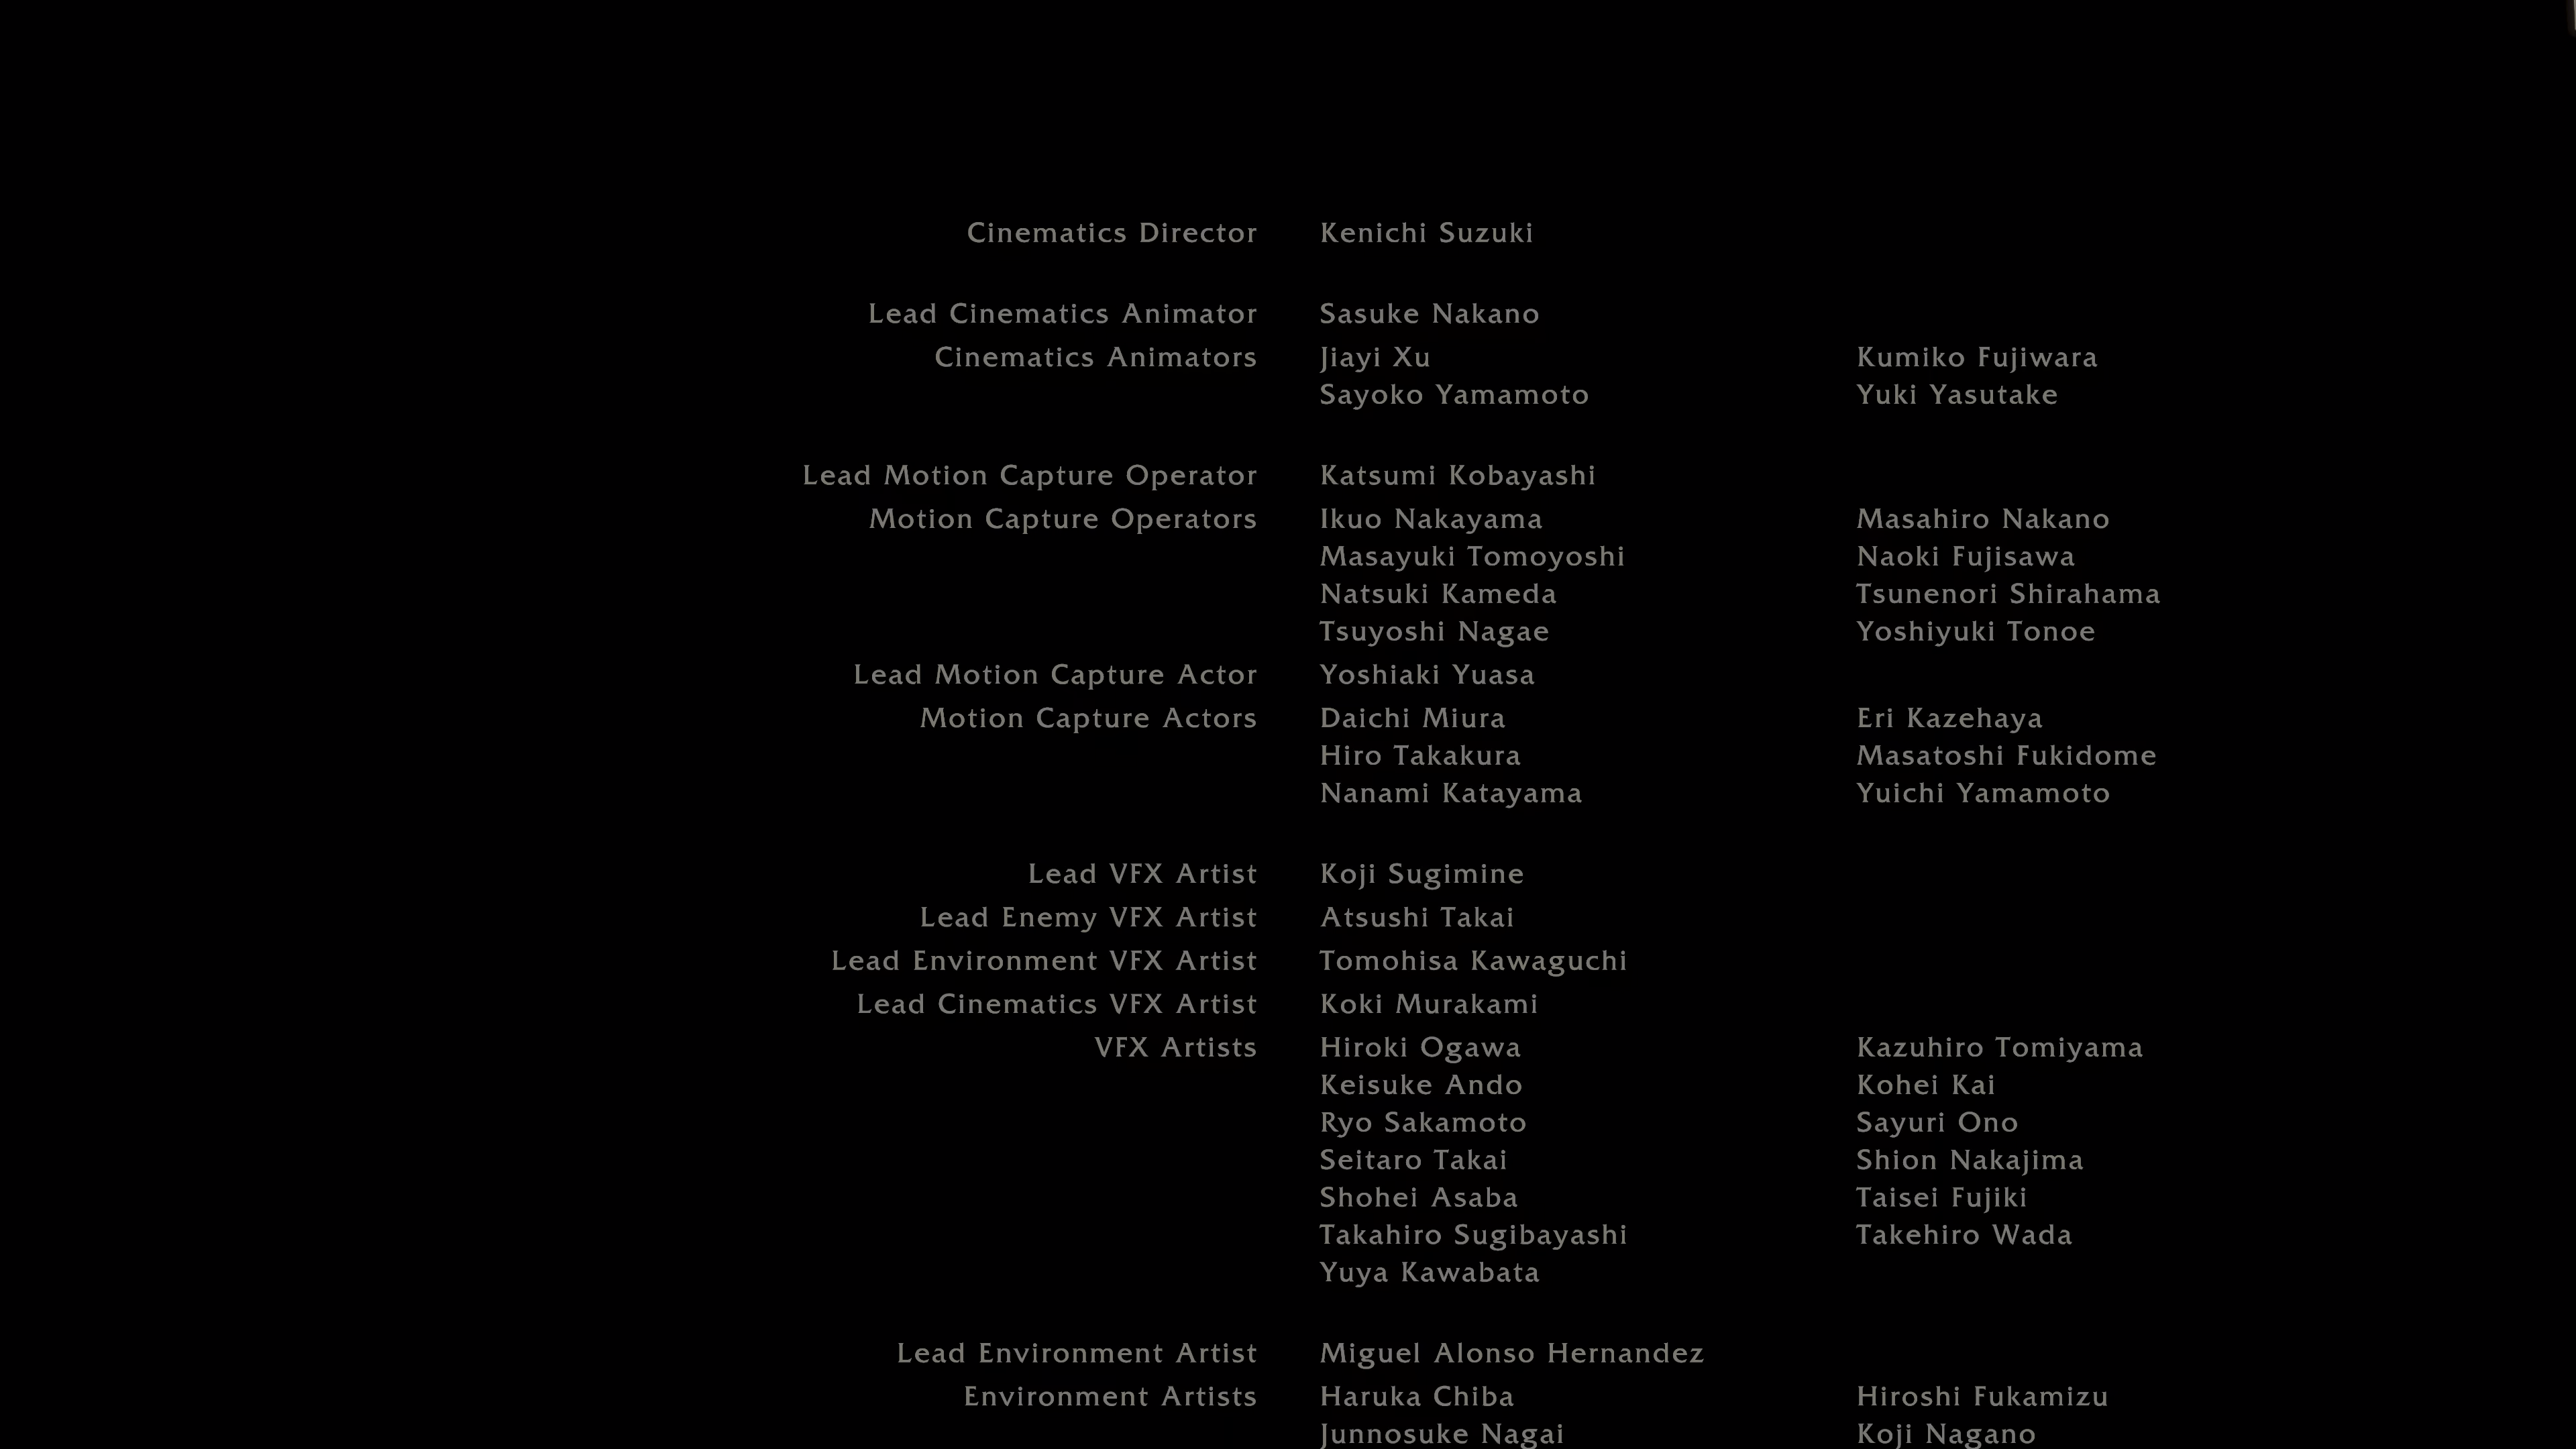 Cinematics Director Kenichi Suzuki
Lead Cinematics Animator Sasuke Nakano
Cinematics Animators Jiayi Xu Kumiko Fujiwara
Sayoko Yamamoto Yuki Yasutake
Lead Motion Capture Operator Katsumi Kobayashi
Motion Capture Operators Ikuo Nakayama Masahiro Nakano
Masayuki Tomoyoshi Naoki Fujisawa
Natsuki Kameda Tsunenori Shirahama
Tsuyoshi Nagae Yoshiyuki Tonoe
Lead Motion Capture Actor Yoshiaki Yuasa
Motion Capture Actors Daichi Miura Eri Kazehaya
Hiro Takakura Masatoshi Fukidome
Nanami Katayama Yuichi Yamamoto
Lead VFX Artist Koji Sugimine
Lead Enemy VFX Artist Atsushi Takai
Lead Environment VFX Artist Tomohisa Kawaguchi
Lead Cinematics VFX Artist Koki Murakami
VFX Artists Hiroki Ogawa Kazuhiro Tomiyama
Keisuke Ando Kohei Kai
Ryo Sakamoto Sayuri Ono
Seitaro Takai Shion Nakajima
Shohei Asaba Taisei Fujiki
Takahiro Sugibayashi Takehiro Wada
Yuya Kawabata
Lead Environment Artist Miguel Alonso Hernandez
Environment Artists Haruka Chiba Hiroshi Fukamizu
Junnosuke Nagai Koji Nagano